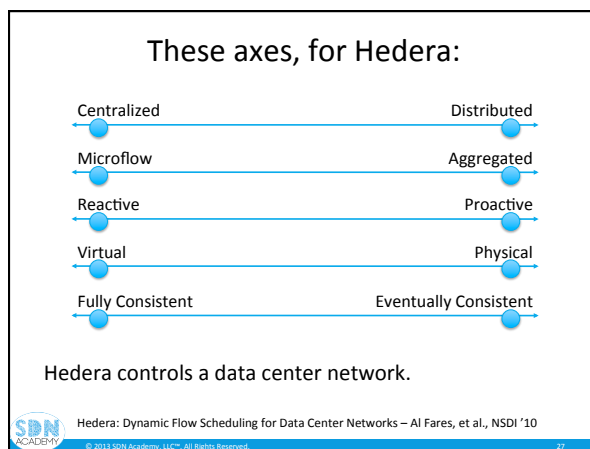 These axes, for Hedera:
Centralized Distributed
Microflow Aggregated
Reactive Proactive
Virtual Physical
Fully Consistent Eventually Consistent
Hedera controls a data center network.
SDN
ACADEMY
Hedera: Dynamic Flow Scheduling for Data Center Networks – Al Fares, et al., NSDI '10
© 2013 SDN Academy, LLC™ All Rights Reserved. 27